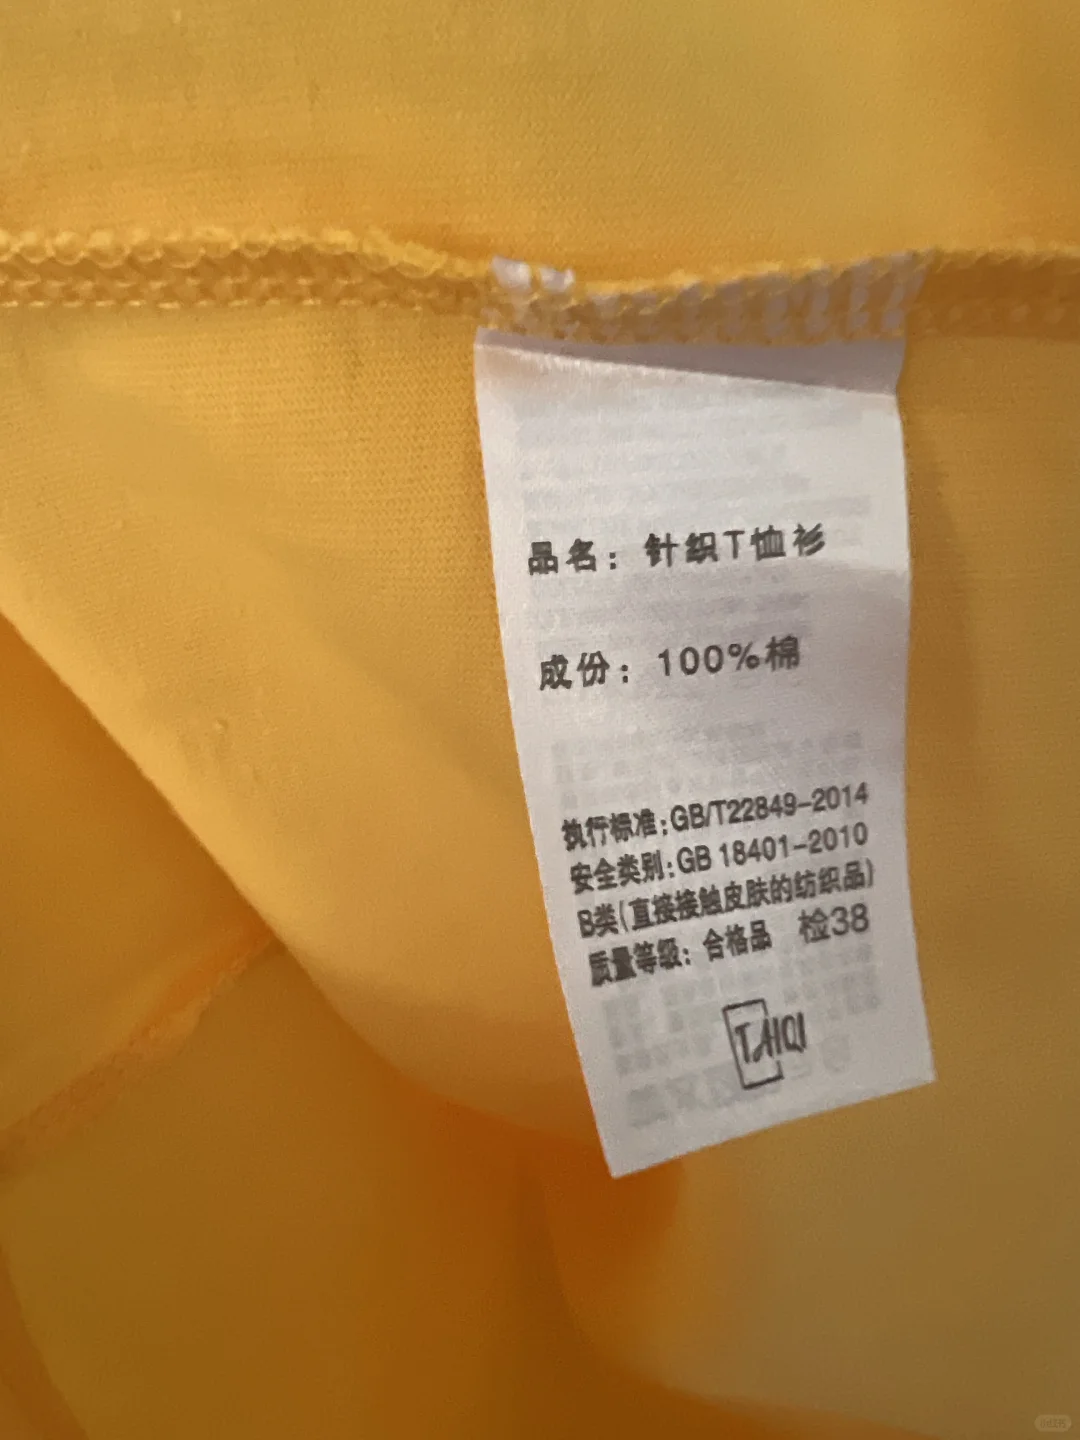 品名：针织T恤衫
成份：100%棉
执行标准:GB/T22849-2014
安全类别:GB 18401-2010
B类(直接接触皮肤的纺织品)
质量等级：合格品 检38
TAIQI